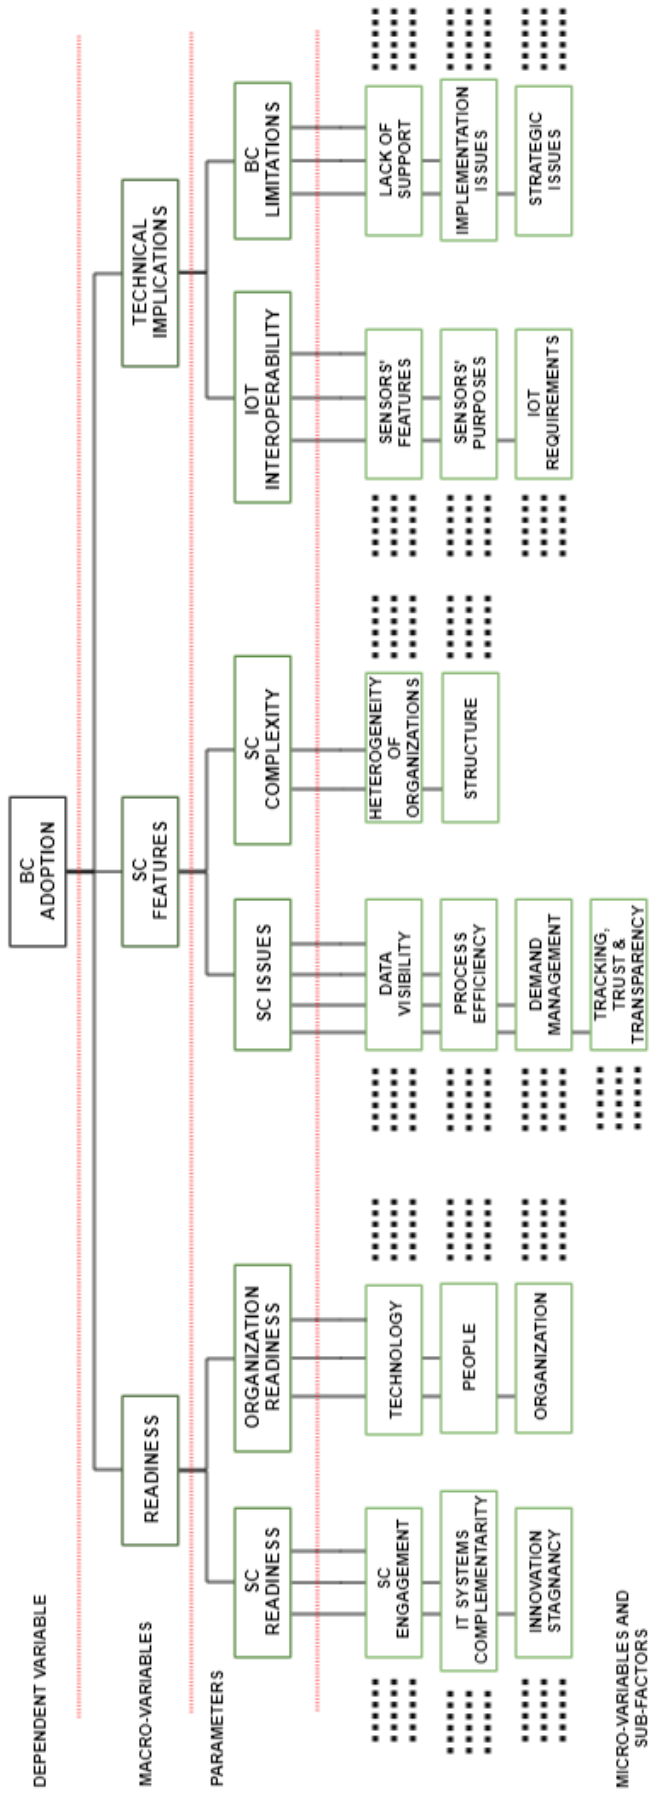 DEPENDENT VARIABLE
BC
ADOPTION
MACRO-VARIABLES
READINESS
SC
FEATURES
TECHNICAL
IMPLICATIONS
PARAMETERS
SC
READINESS
ORGANIZATION
READINESS
SC ISSUES
SC
COMPLEXITY
IOT
INTEROPERABILITY
BC
LIMITATIONS
SC
ENGAGEMENT
IT SYSTEMS
COMPLEMENTARITY
INNOVATION
STAGNANCY
TECHNOLOGY
PEOPLE
ORGANIZATION
DATA
VISIBILITY
PROCESS
EFFICIENCY
DEMAND
MANAGEMENT
TRACKING,
TRUST &
TRANSPARENCY
HETEROGENEITY
OF
ORGANIZATIONS
STRUCTURE
SENSORS'
FEATURES
SENSORS'
PURPOSES
IOT
REQUIREMENTS
LACK OF
SUPPORT
IMPLEMENTATION
ISSUES
STRATEGIC
ISSUES
MICRO-VARIABLES AND
SUB-FACTORS